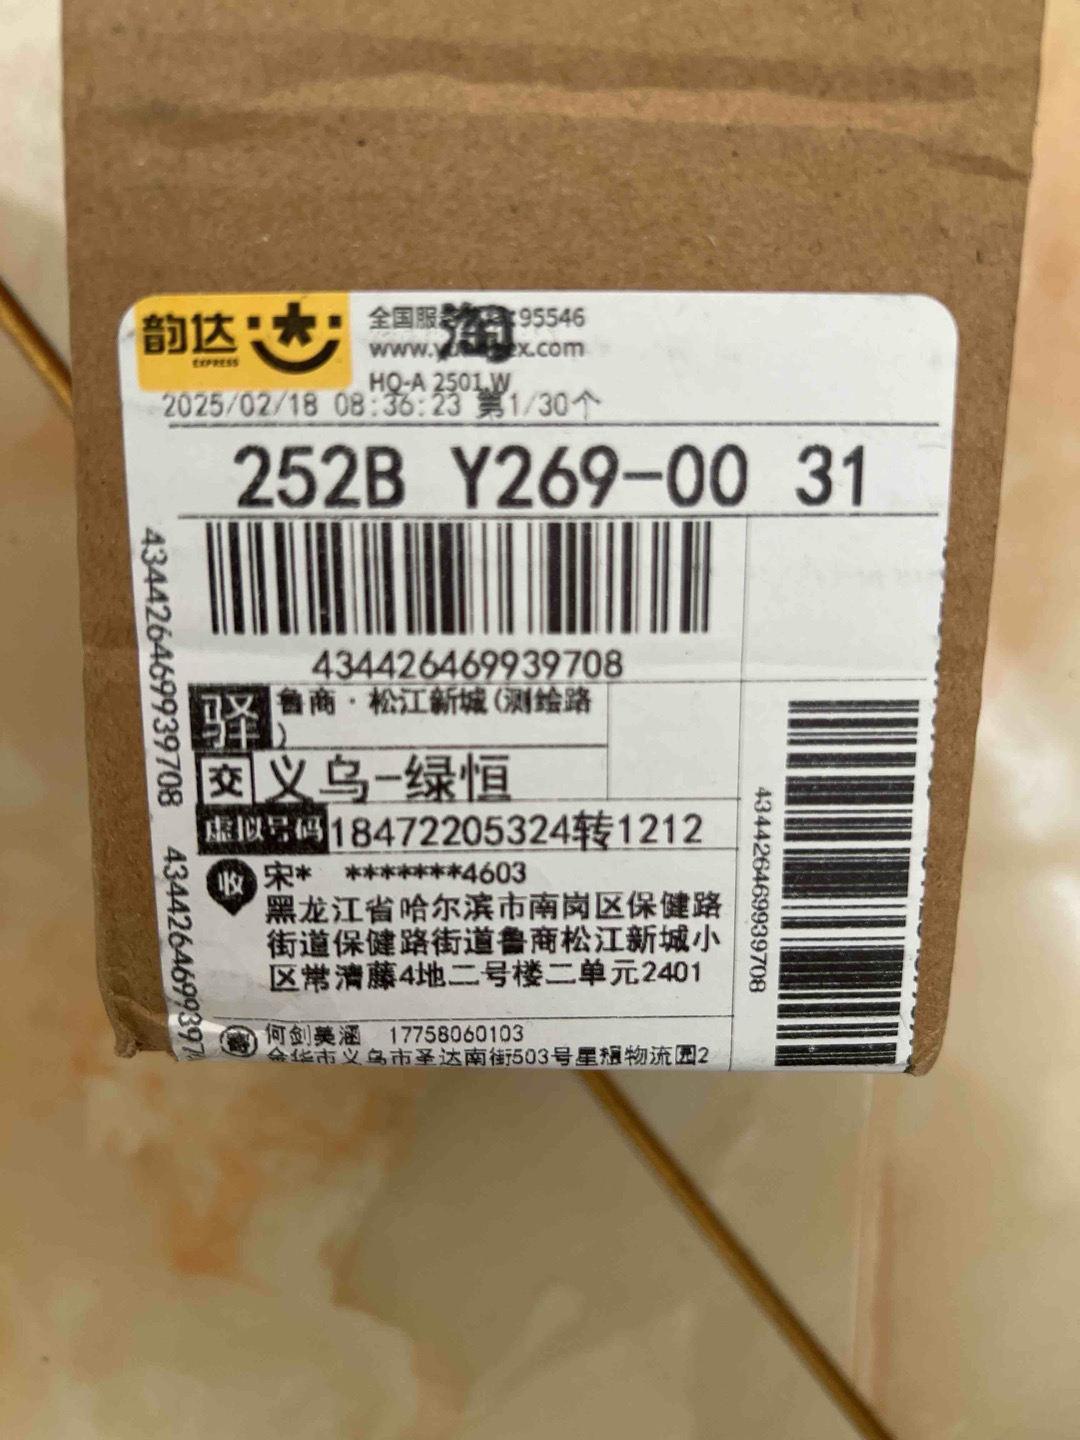 韵达
EXPRESS
全国服 95546
www.y ex.com
淘
HQ-A 2501.W
2025/02/18 08:36:23 第1/30个
252B Y269-00 31
434426469939708
434426469939708
驿 鲁商·松江新城(测绘路
)
交 义乌-绿恒
虚拟号码 18472205324转1212
收 宋* *******4603
黑龙江省哈尔滨市南岗区保健路
街道保健路街道鲁商松江新城小
区常清藤4地二号楼二单元2401
何剑美涵 17758060103
金华市义乌市圣达南街503号星想物流园2
434426469939708
4344264699397